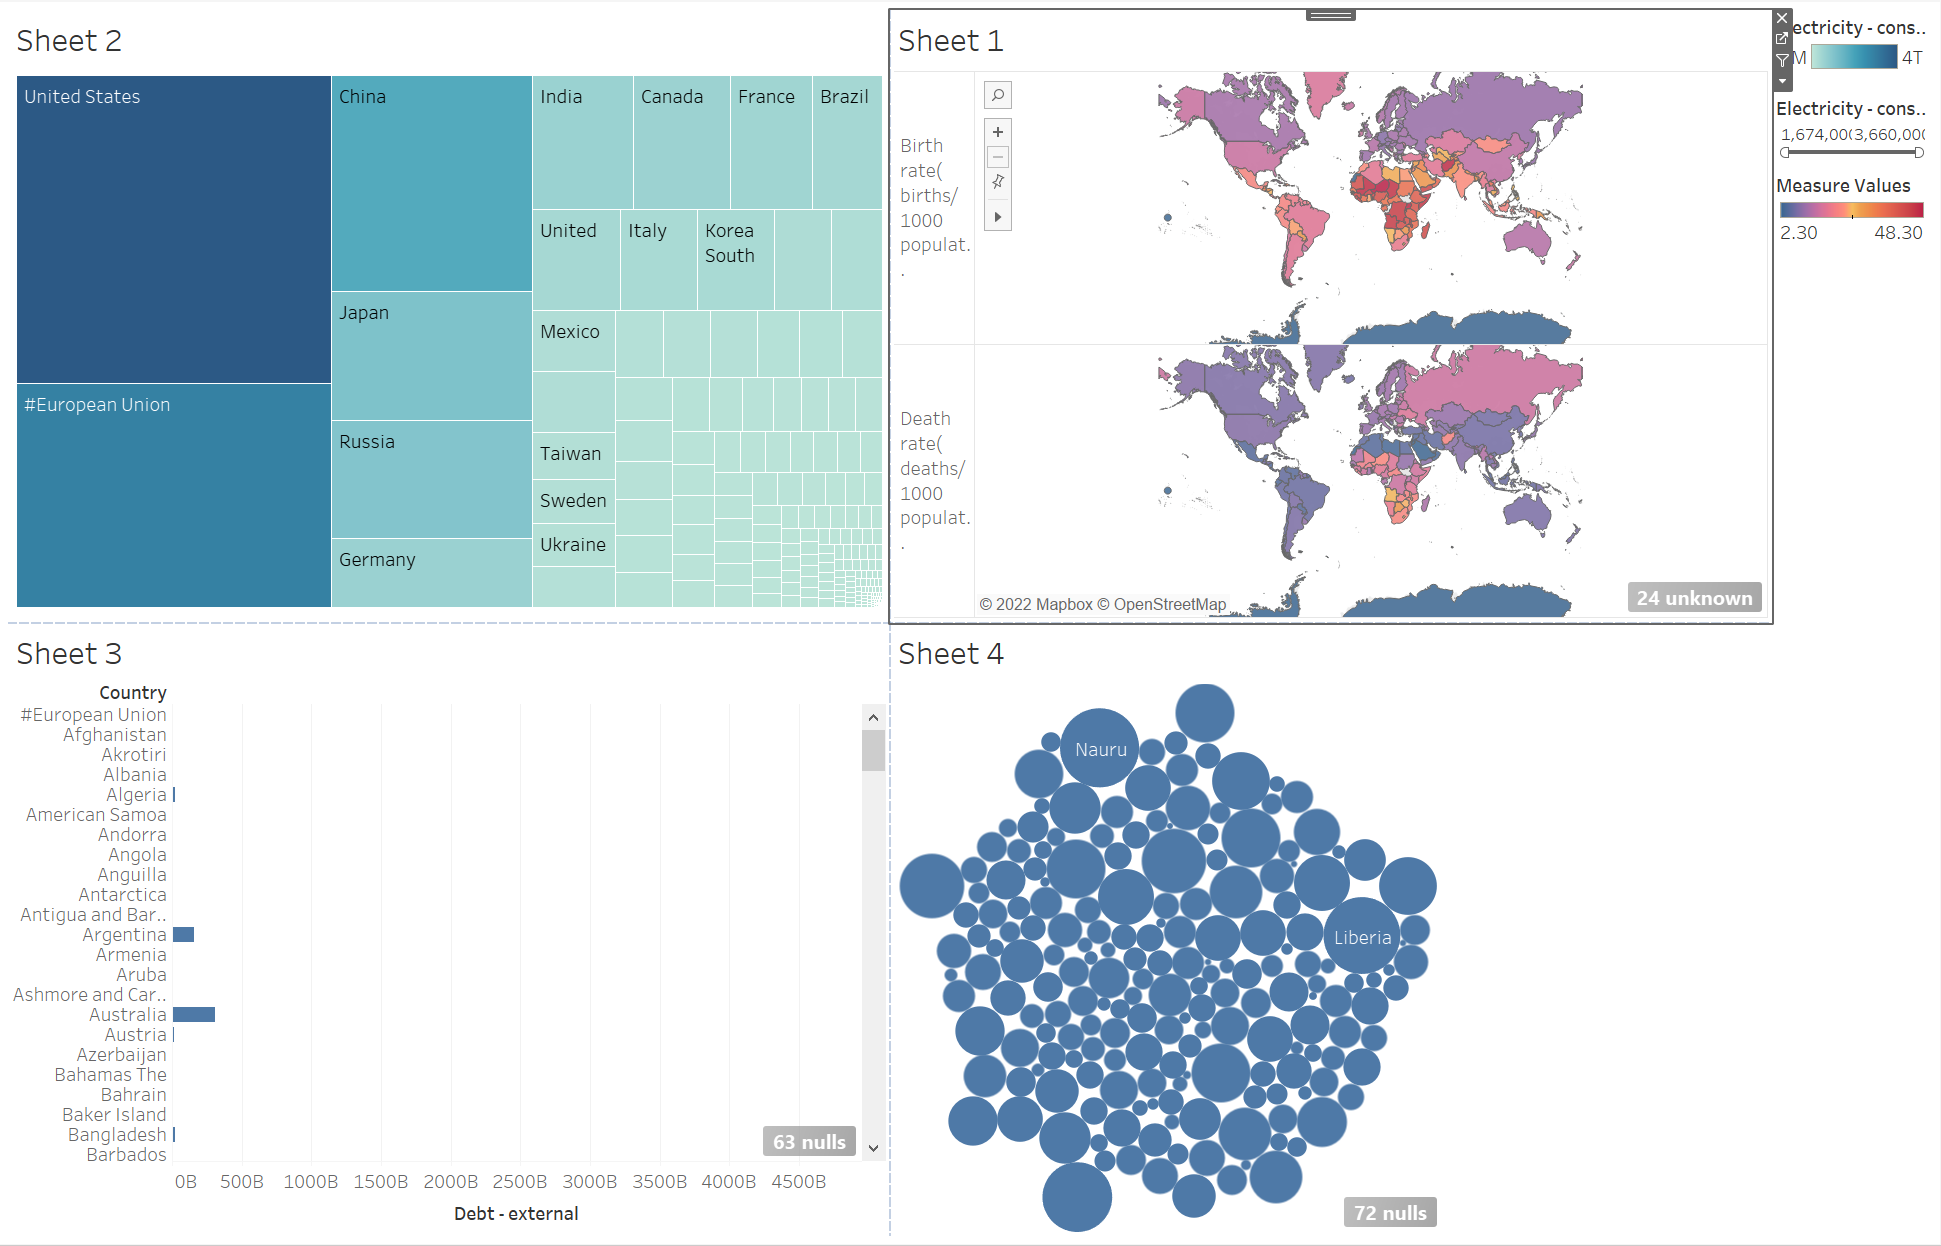 Sheet 2
United States
China
India
Canada
France
Brazil
United
Italy
Korea
South
#European Union
Japan
Mexico
Russia
Taiwan
Sweden
Ukraine
Germany
Sheet 1
Birth
rate(
births/
1000
populat.
.
Death
rate(
deaths/
1000
populat.
.
© 2022 Mapbox © OpenStreetMap
24 unknown
ectricity - cons..
M
4T
Electricity - cons..
Measure Values
2.30
48.30
Sheet 3
Country
#European Union
Afghanistan
Akrotiri
Albania
Algeria
American Samoa
Andorra
Angola
Anguilla
Antarctica
Antigua and Bar..
Argentina
Armenia
Aruba
Ashmore and Car..
Australia
Austria
Azerbaijan
Bahamas The
Bahrain
Baker Island
Bangladesh
Barbados
63 nulls
0B 500B 1000B 1500B 2000B 2500B 3000B 3500B 4000B 4500B
Debt - external
Sheet 4
Nauru
Liberia
72 nulls